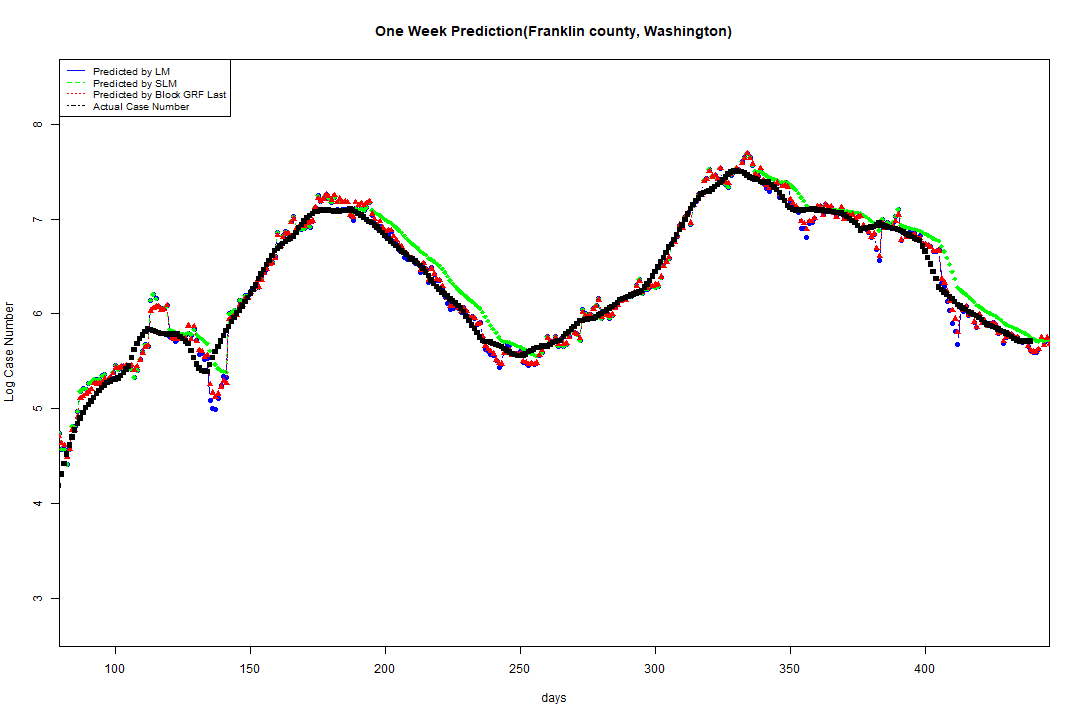 One Week Prediction(Franklin county, Washington)
Predicted by LM
Predicted by SLM
Predicted by Block GRF Last
Actual Case Number
8
7
6
5
4
3
Log Case Number
100 150 200 250 300 350 400
days